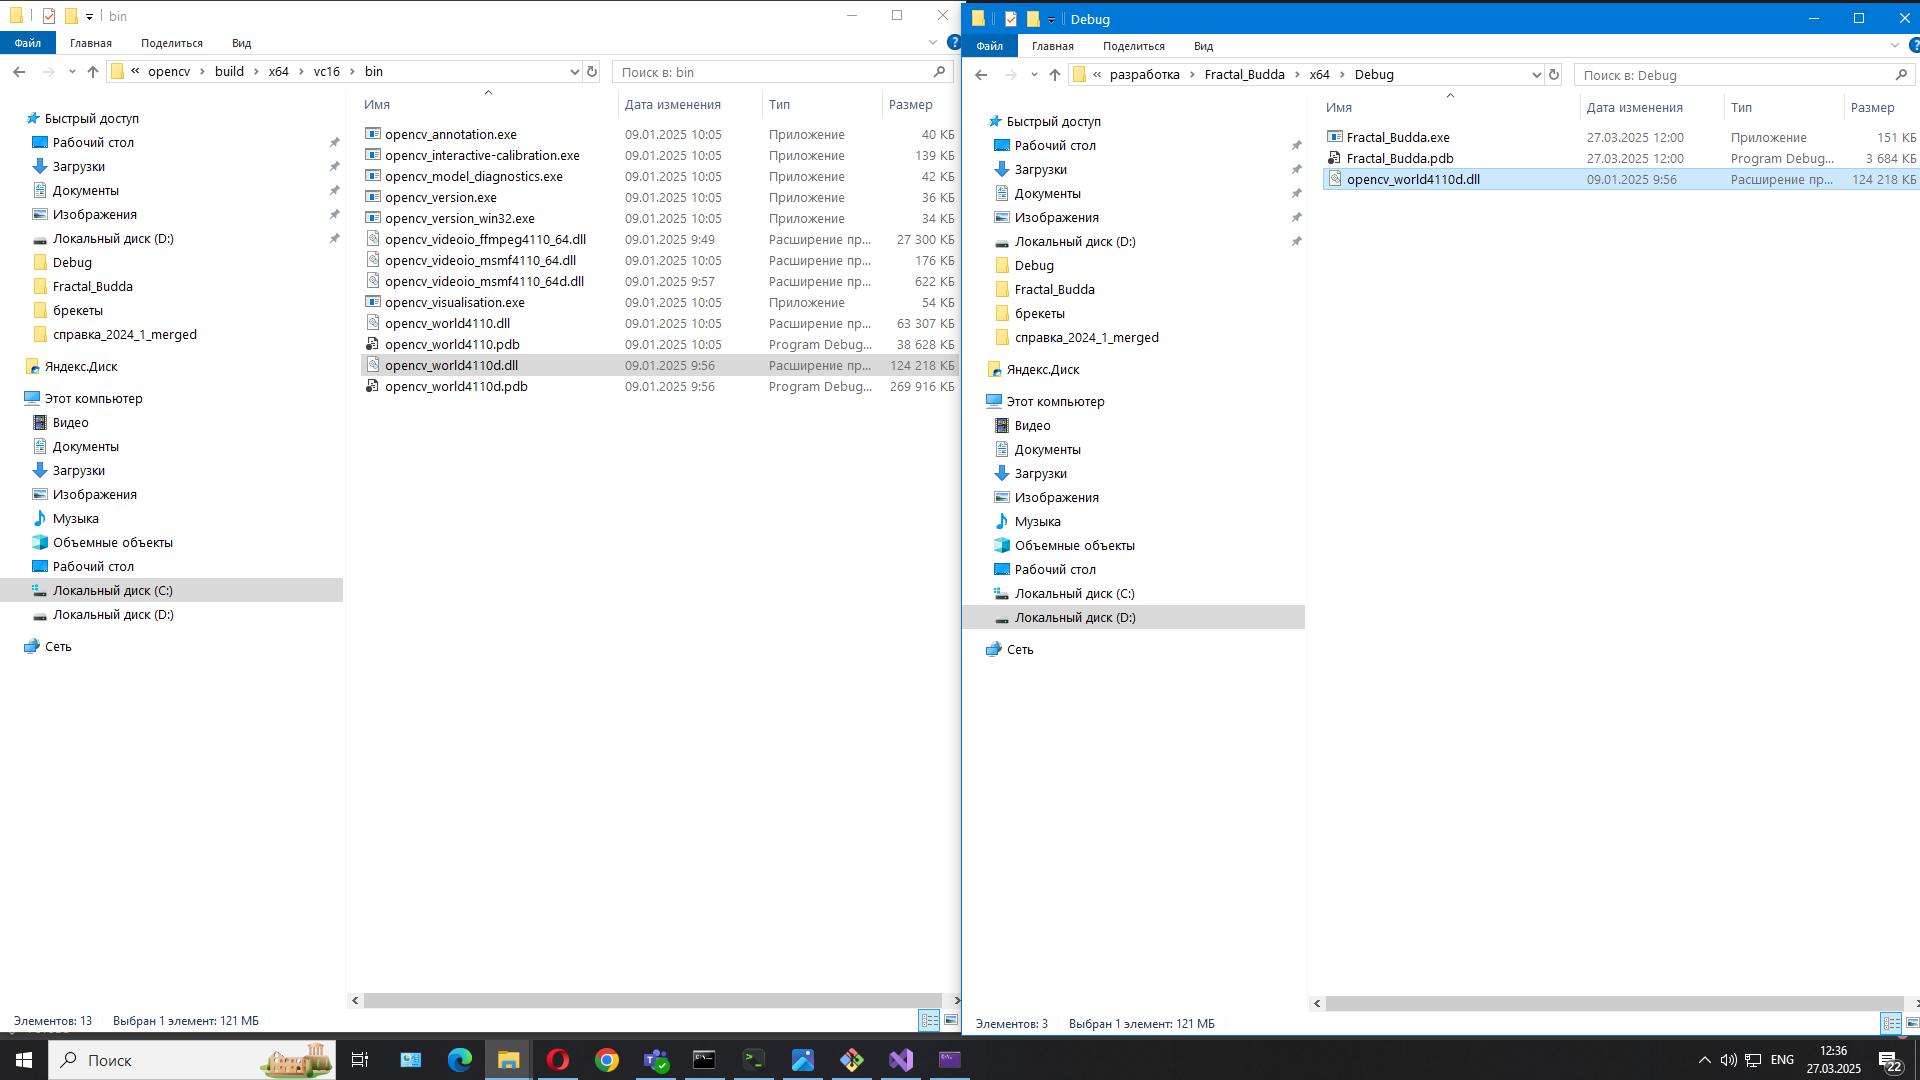 bin
Файл Главная Поделиться Вид
« opencv › build › x64 › vc16 › bin
Поиск в: bin
Быстрый доступ
Рабочий стол
Загрузки
Документы
Изображения
Локальный диск (D:)
Debug
Fractal_Budda
брекеты
справка_2024_1_merged
Яндекс.Диск
Этот компьютер
Видео
Документы
Загрузки
Изображения
Музыка
Объемные объекты
Рабочий стол
Локальный диск (C:)
Локальный диск (D:)
Сеть
Имя Дата изменения Тип Размер
opencv_annotation.exe 09.01.2025 10:05 Приложение 40 КБ
opencv_interactive-calibration.exe 09.01.2025 10:05 Приложение 139 КБ
opencv_model_diagnostics.exe 09.01.2025 10:05 Приложение 42 КБ
opencv_version.exe 09.01.2025 10:05 Приложение 36 КБ
opencv_version_win32.exe 09.01.2025 10:05 Приложение 34 КБ
opencv_videoio_ffmpeg4110_64.dll 09.01.2025 9:49 Расширение пр... 27 300 КБ
opencv_videoio_msmf4110_64.dll 09.01.2025 10:05 Расширение пр... 176 КБ
opencv_videoio_msmf4110_64d.dll 09.01.2025 9:57 Расширение пр... 622 КБ
opencv_visualisation.exe 09.01.2025 10:05 Приложение 54 КБ
opencv_world4110.dll 09.01.2025 10:05 Расширение пр... 63 307 КБ
opencv_world4110.pdb 09.01.2025 10:05 Program Debug... 38 628 КБ
opencv_world4110d.dll 09.01.2025 9:56 Расширение пр... 124 218 КБ
opencv_world4110d.pdb 09.01.2025 9:56 Program Debug... 269 916 КБ
Элементов: 13 Выбран 1 элемент: 121 МБ
Debug
Файл Главная Поделиться Вид
« разработка › Fractal_Budda › x64 › Debug
Поиск в: Debug
Быстрый доступ
Рабочий стол
Загрузки
Документы
Изображения
Локальный диск (D:)
Debug
Fractal_Budda
брекеты
справка_2024_1_merged
Яндекс.Диск
Этот компьютер
Видео
Документы
Загрузки
Изображения
Музыка
Объемные объекты
Рабочий стол
Локальный диск (C:)
Локальный диск (D:)
Сеть
Имя Дата изменения Тип Размер
Fractal_Budda.exe 27.03.2025 12:00 Приложение 151 КБ
Fractal_Budda.pdb 27.03.2025 12:00 Program Debug... 3 684 КБ
opencv_world4110d.dll 09.01.2025 9:56 Расширение пр... 124 218 КБ
Элементов: 3 Выбран 1 элемент: 121 МБ
Поиск
ENG
12:36
27.03.2025
22